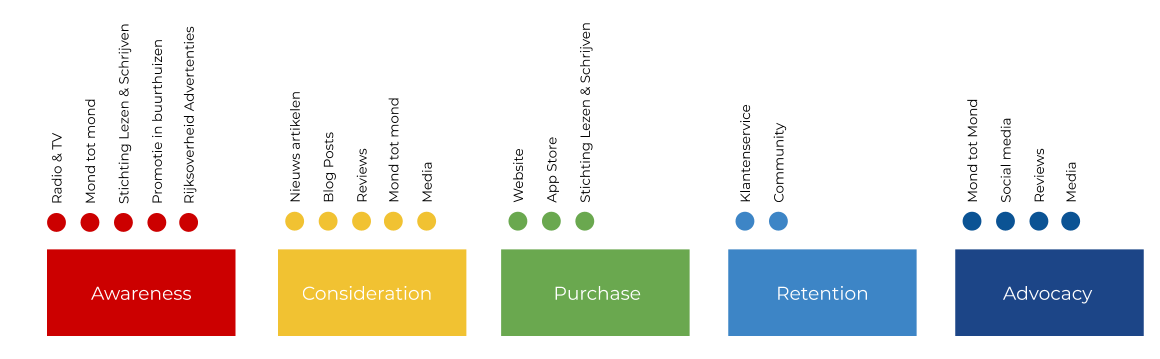 Radio & TV
Mond tot mond
Stichting Lezen & Schrijven
Promotie in buurthuizen
Rijksoverheid Advertenties
Awareness
Nieuws artikelen
Blog Posts
Reviews
Mond tot mond
Media
Consideration
Website
App Store
Stichting Lezen & Schrijven
Purchase
Klantenservice
Community
Retention
Mond tot Mond
Social media
Reviews
Media
Advocacy